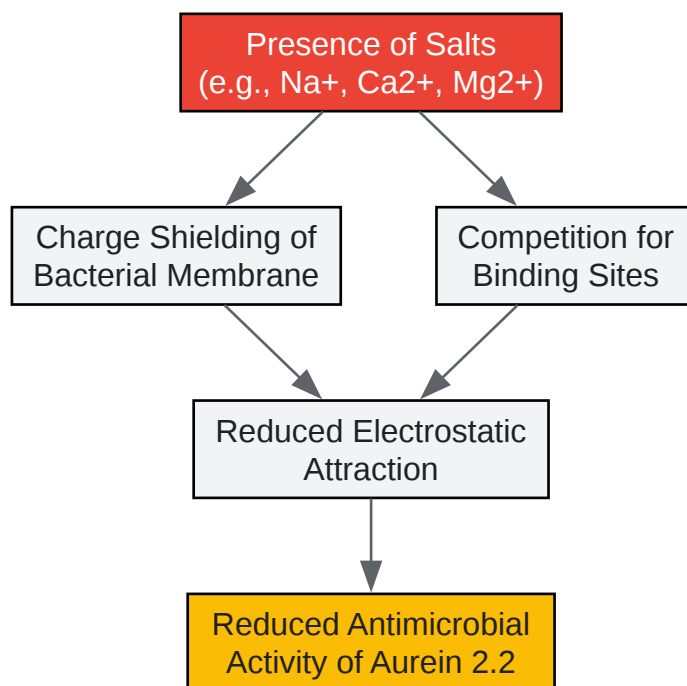 Presence of Salts
(e.g., Na+, Ca2+, Mg2+)
Charge Shielding of
Bacterial Membrane
Competition for
Binding Sites
Reduced Electrostatic
Attraction
Reduced Antimicrobial
Activity of Aurein 2.2